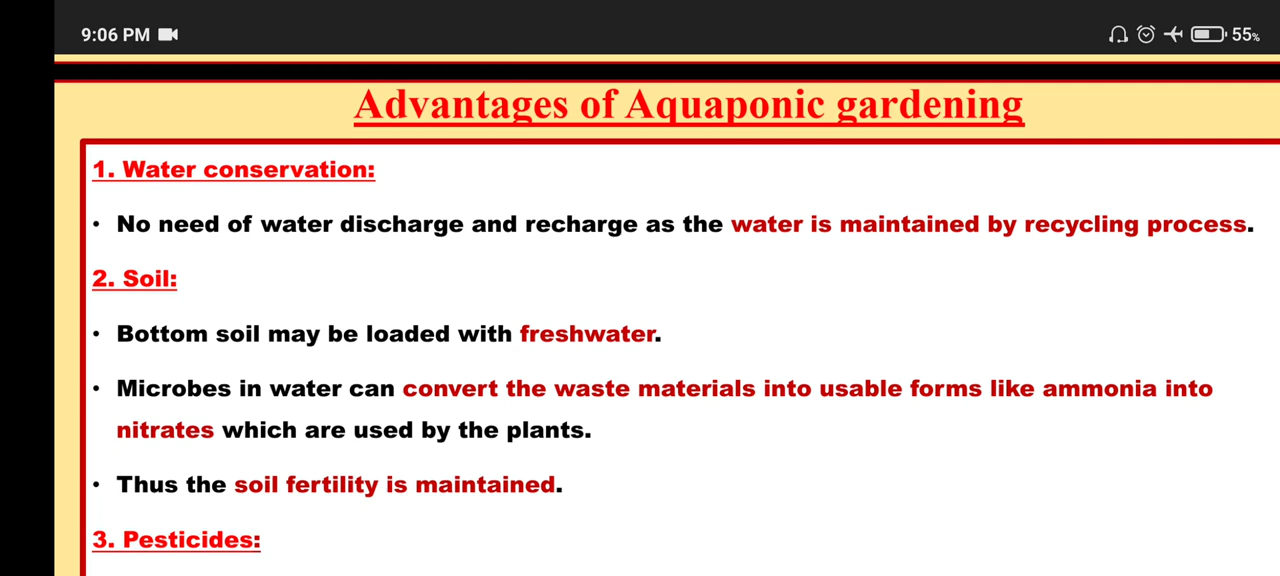 9:06 PM
55%
Advantages of Aquaponic gardening
1. Water conservation:
• No need of water discharge and recharge as the water is maintained by recycling process.
2. Soil:
• Bottom soil may be loaded with freshwater.
• Microbes in water can convert the waste materials into usable forms like ammonia into
nitrates which are used by the plants.
• Thus the soil fertility is maintained.
3. Pesticides: